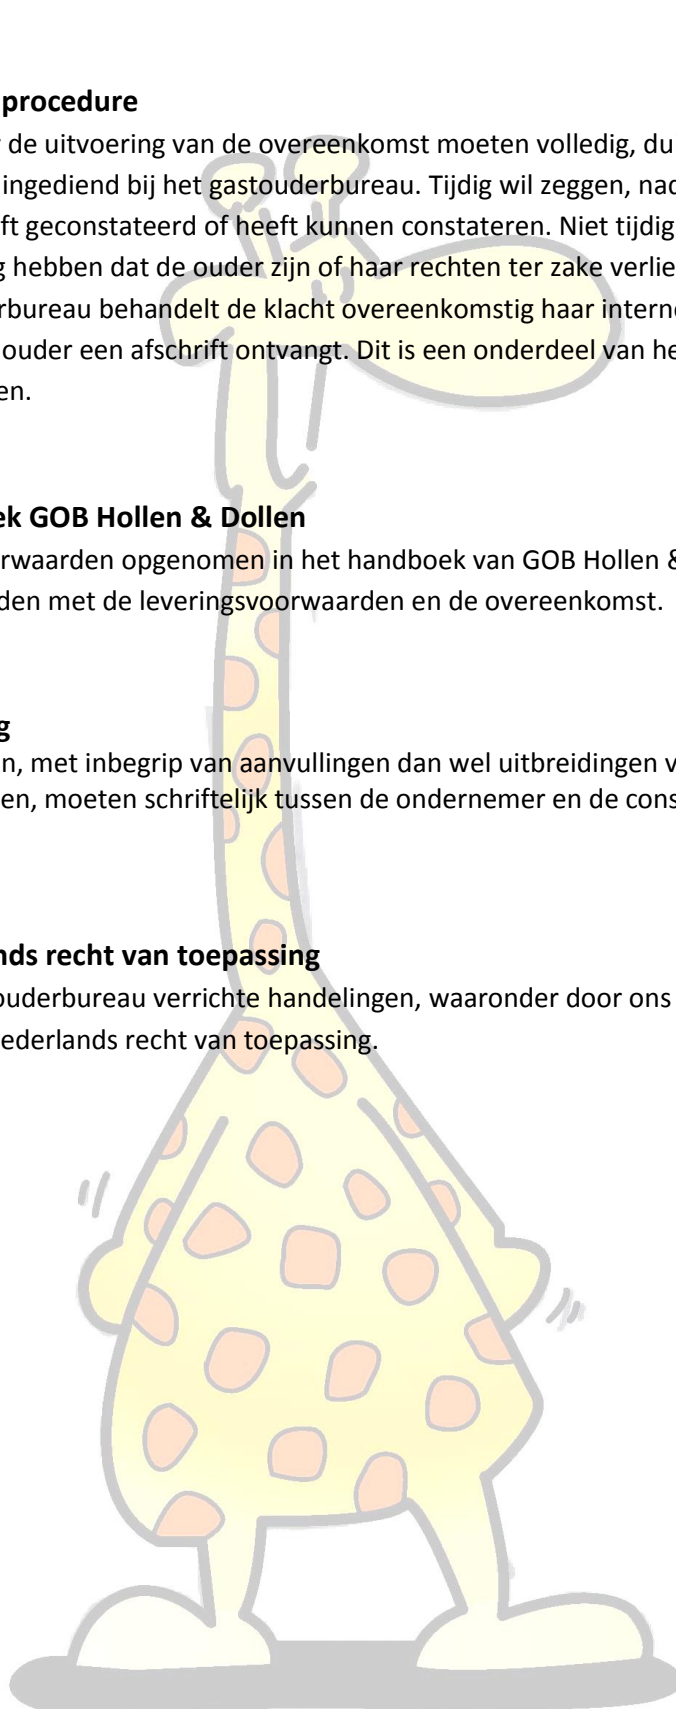 procedure
de uitvoering van de overeenkomst moeten volledig, du
ingediend bij het gastouderbureau. Tijdig wil zeggen, nad
ft geconstateerd of heeft kunnen constateren. Niet tijdig
g hebben dat de ouder zijn of haar rechten ter zake verlie
rbureau behandelt de klacht overeenkomstig haar interne
ouder een afschrift ontvangt. Dit is een onderdeel van he
en.
ek GOB Hollen & Dollen
rwaarden opgenomen in het handboek van GOB Hollen &
den met de leveringsvoorwaarden en de overeenkomst.
g
n, met inbegrip van aanvullingen dan wel uitbreidingen v
en, moeten schriftelijk tussen de ondernemer en de cons
nds recht van toepassing
ouderbureau verrichte handelingen, waaronder door ons
ederlands recht van toepassing.